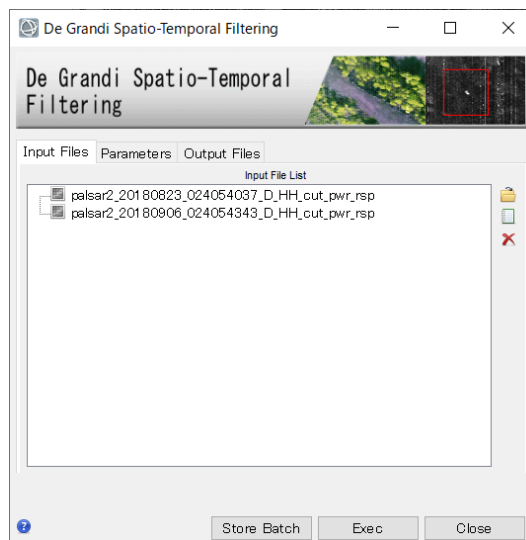 De Grandi Spatio-Temporal Filtering
De Grandi Spatio-Temporal
Filtering
Input Files Parameters Output Files
Input File List
palsar2_20180823_024054037_D_HH_cut_pwr_rsp
palsar2_20180906_024054343_D_HH_cut_pwr_rsp
Store Batch Exec Close